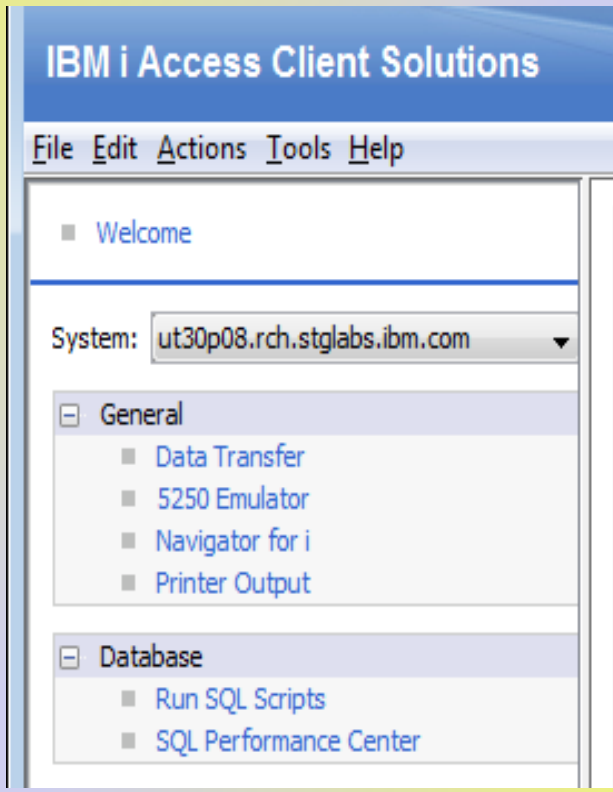 IBM i Access Client Solutions
File Edit Actions Tools Help
Welcome
System: ut30p08.rch.stglabs.ibm.com
General
Data Transfer
5250 Emulator
Navigator for i
Printer Output
Database
Run SQL Scripts
SQL Performance Center